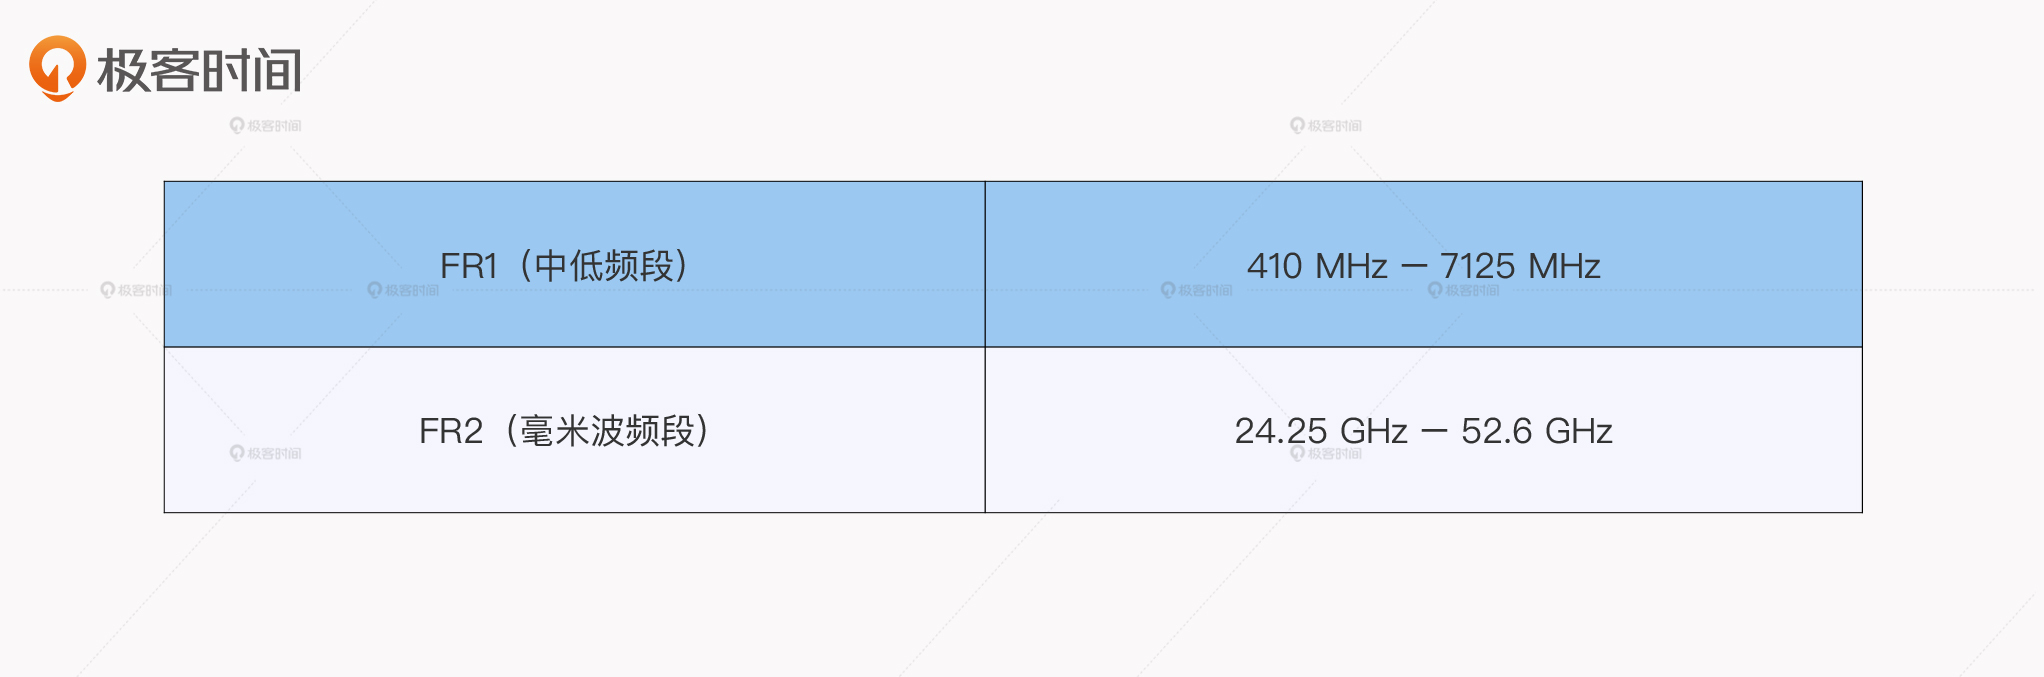 极客时间
极客时间 极客时间
FR1（中低频段） 410 MHz — 7125 MHz
极客时间 极客时间 极客时间 极客时间
FR2（毫米波频段） 24.25 GHz — 52.6 GHz
极客时间 极客时间